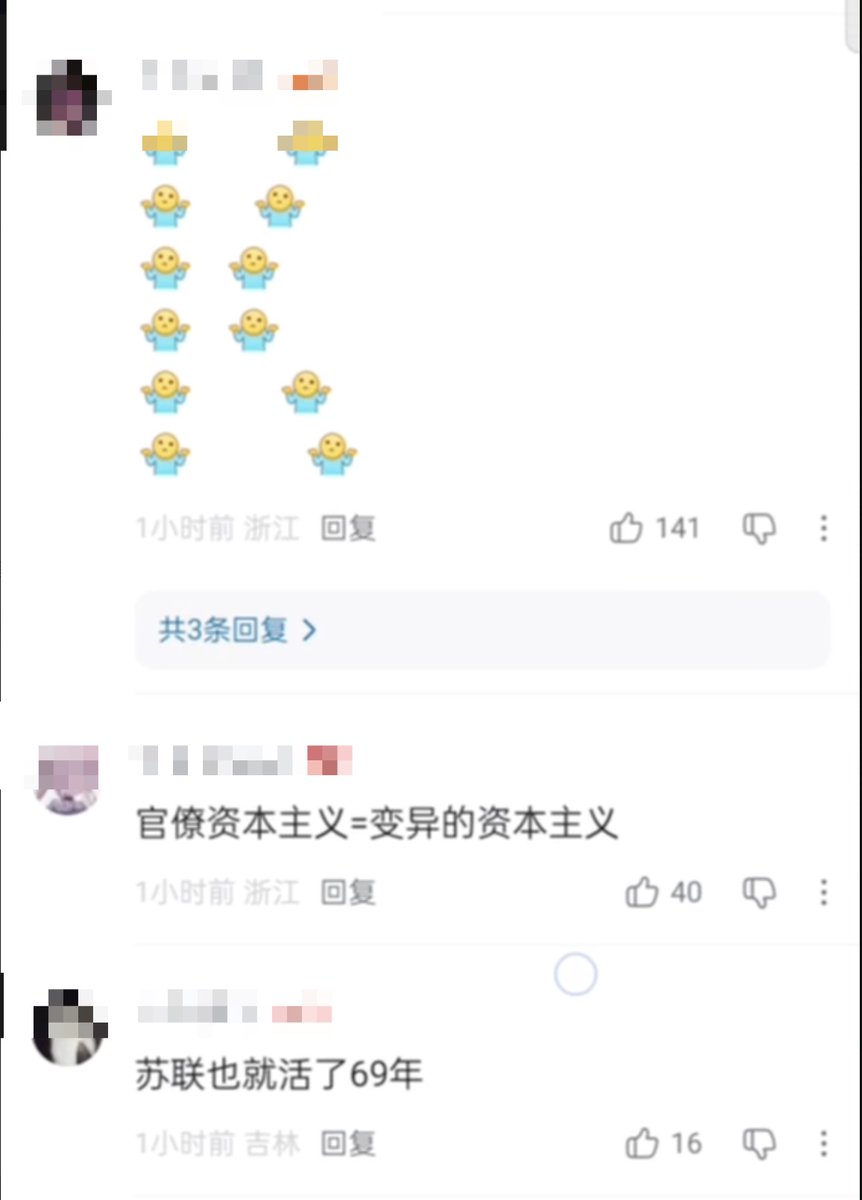 1小时前 浙江 回复 141
共3条回复 >
官僚资本主义=变异的资本主义
1小时前 浙江 回复 40
苏联也就活了69年
1小时前 吉林 回复 16